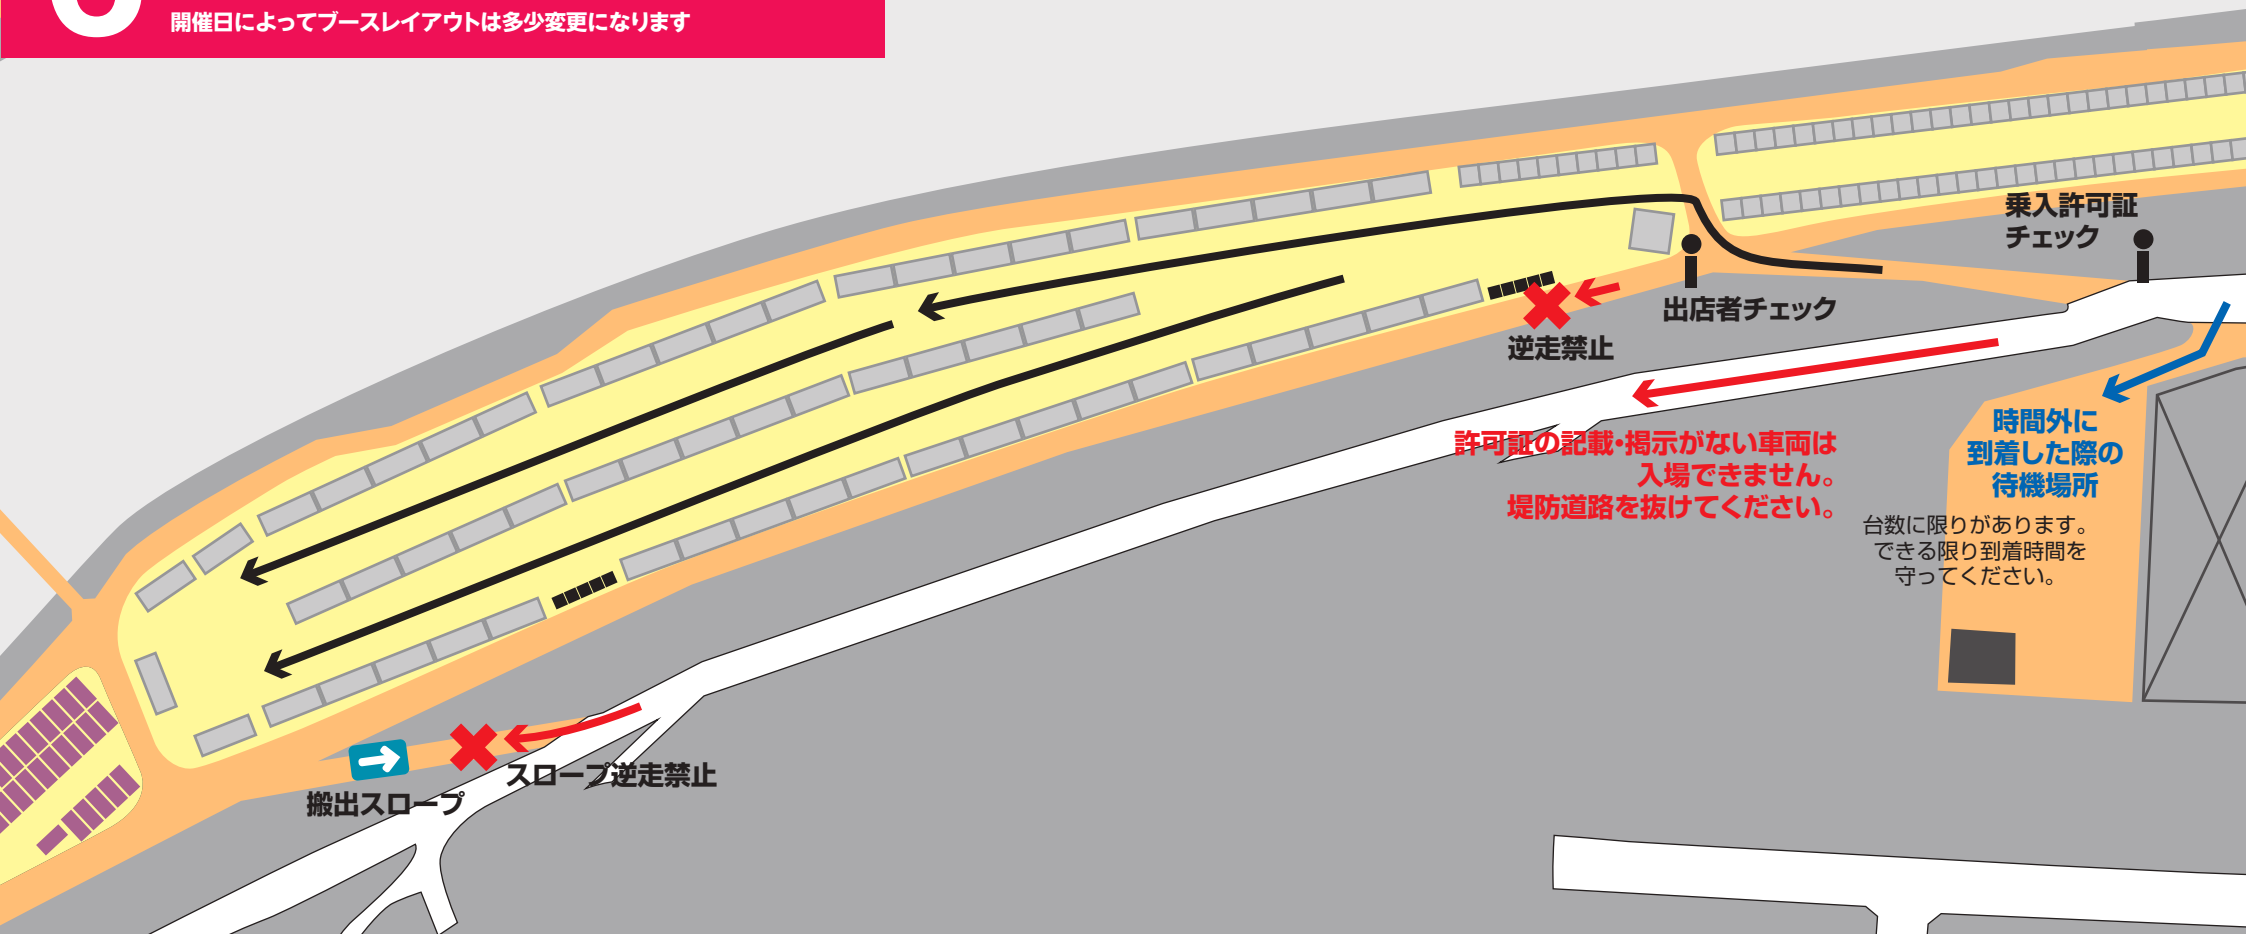 開催日によってブースレイアウトは多少変更になります
乗入許可証
チェック
出店者チェック
逆走禁止
許可証の記載・掲示がない車両は
入場できません。
堤防道路を抜けてください。
時間外に
到着した際の
待機場所
台数に限りがあります。
できる限り到着時間を
守ってください。
スロープ逆走禁止
搬出スロープ